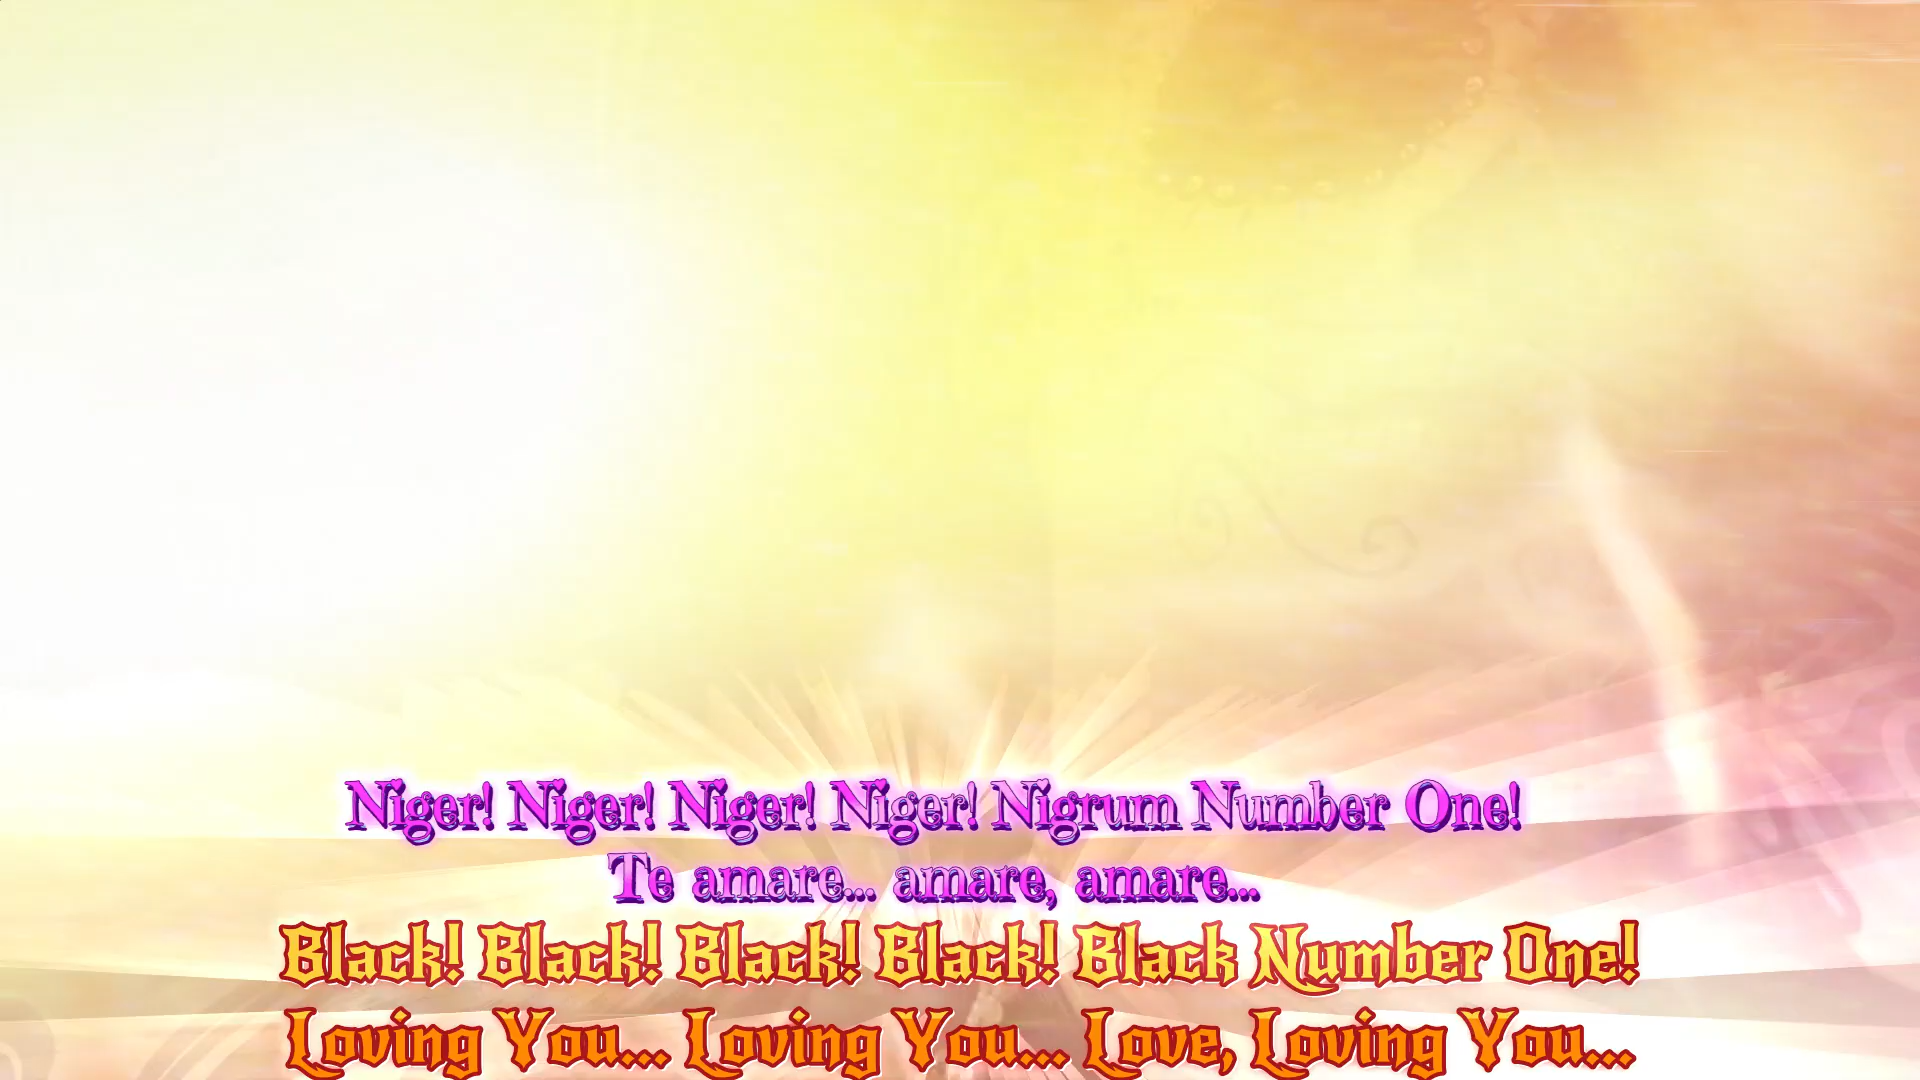 Niger! Niger! Niger! Niger! Nigrum Number One!
Te amare... amare, amare...
Black! Black! Black! Black! Black Number One!
Loving You... Loving You... Love, Loving You...